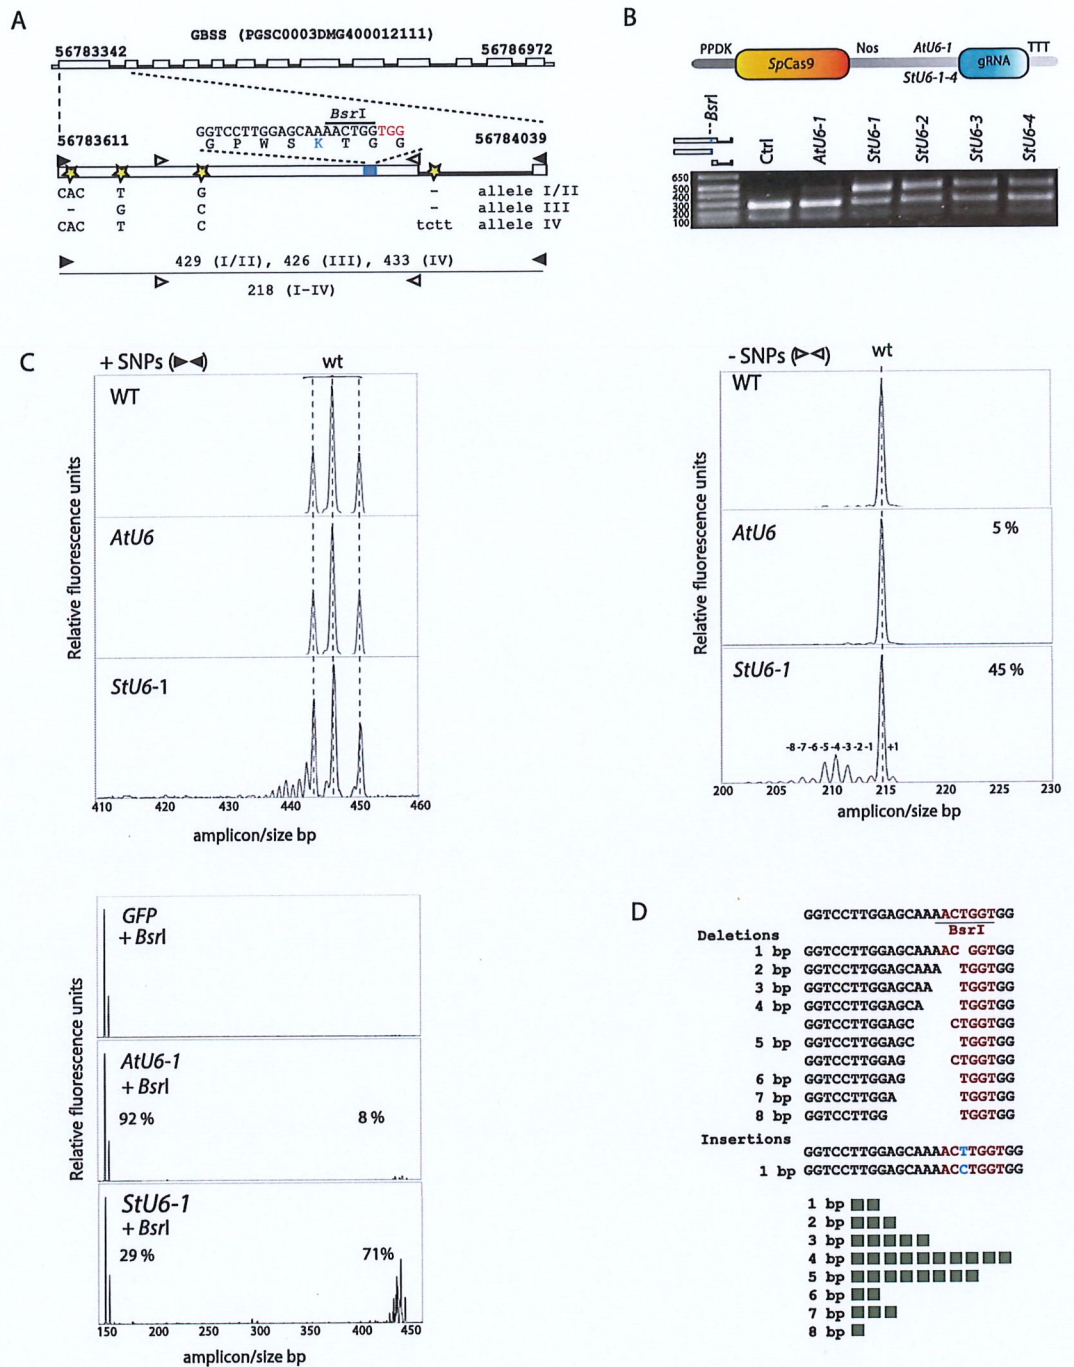 A
GBSS (PGSC0003DMG400012111)
56783342 56786972
BsrI
GGTCCTTGGAGCAAAACTGGTGG
G P W S K T G G
56783611 56784039
CAC T G - allele I/II
- G C - allele III
CAC T C tctt allele IV
429 (I/II), 426 (III), 433 (IV)
218 (I-IV)
B
PPDK SpCas9 Nos AtU6-1 StU6-1-4 gRNA TTT
BsrI
Ctrl AtU6-1 StU6-1 StU6-2 StU6-3 StU6-4
650
500
400
300
200
100
C
+ SNPs ( ) wt
WT
AtU6
StU6-1
Relative fluorescence units
410 420 430 440 450 460
amplicon/size bp
- SNPs ( ) wt
WT
AtU6 5 %
StU6-1 45 %
-8 -7 -6 -5 -4 -3 -2 -1 +1
Relative fluorescence units
200 205 210 215 220 225 230
amplicon/size bp
GFP
+ BsrI
AtU6-1
+ BsrI
92 % 8 %
StU6-1
+ BsrI
29 % 71%
Relative fluorescence units
150 200 250 300 350 400 450
amplicon/size bp
D
GGTCCTTGGAGCAAAACTGGTGG
BsrI
Deletions
1 bp GGTCCTTGGAGCAAAAC GGTGG
2 bp GGTCCTTGGAGCAAA TGGTGG
3 bp GGTCCTTGGAGCAA TGGTGG
4 bp GGTCCTTGGAGCA TGGTGG
GGTCCTTGGAGC CTGGTGG
5 bp GGTCCTTGGAGC TGGTGG
GGTCCTTGGAG CTGGTGG
6 bp GGTCCTTGGAG TGGTGG
7 bp GGTCCTTGGA TGGTGG
8 bp GGTCCTTGG TGGTGG
Insertions
GGTCCTTGGAGCAAAACTTGGTGG
1 bp GGTCCTTGGAGCAAAACCTGGTGG
1 bp
2 bp
3 bp
4 bp
5 bp
6 bp
7 bp
8 bp